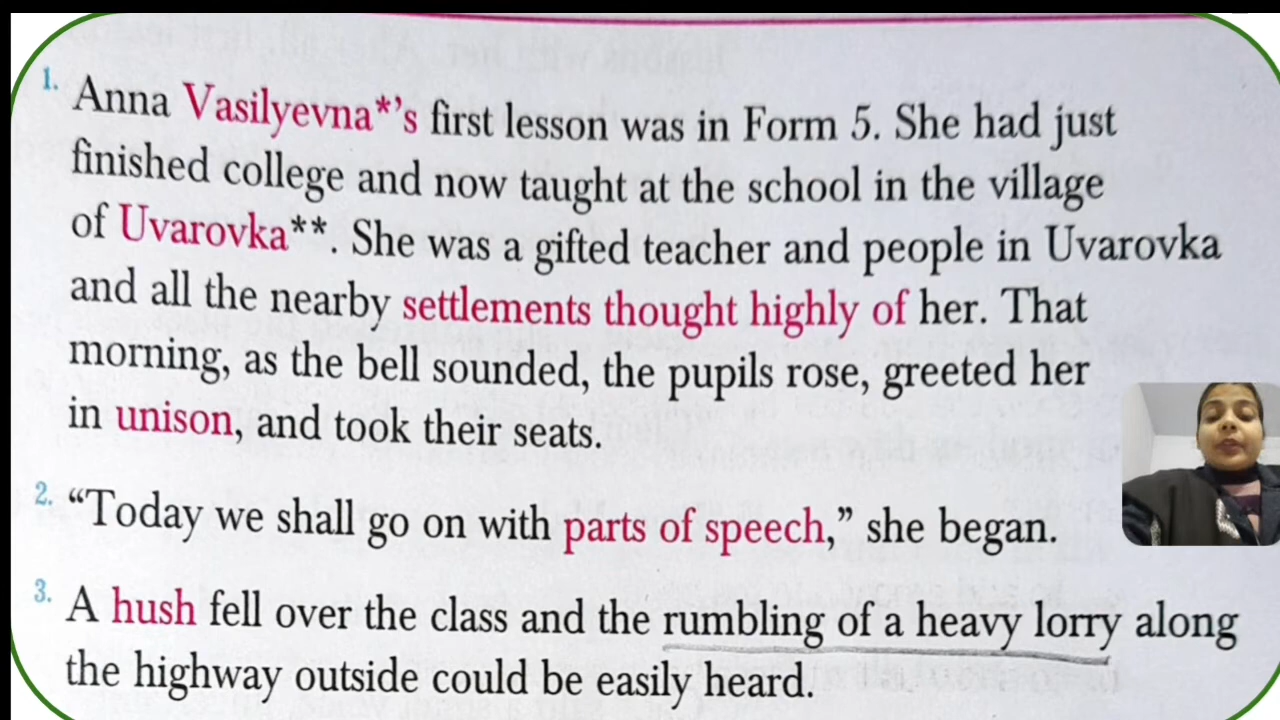 1. Anna Vasilyevna*'s first lesson was in Form 5. She had just
finished college and now taught at the school in the village
of Uvarovka**. She was a gifted teacher and people in Uvarovka
and all the nearby settlements thought highly of her. That
morning, as the bell sounded, the pupils rose, greeted her
in unison, and took their seats.
2. “Today we shall go on with parts of speech,” she began.
3. A hush fell over the class and the rumbling of a heavy lorry along
the highway outside could be easily heard.